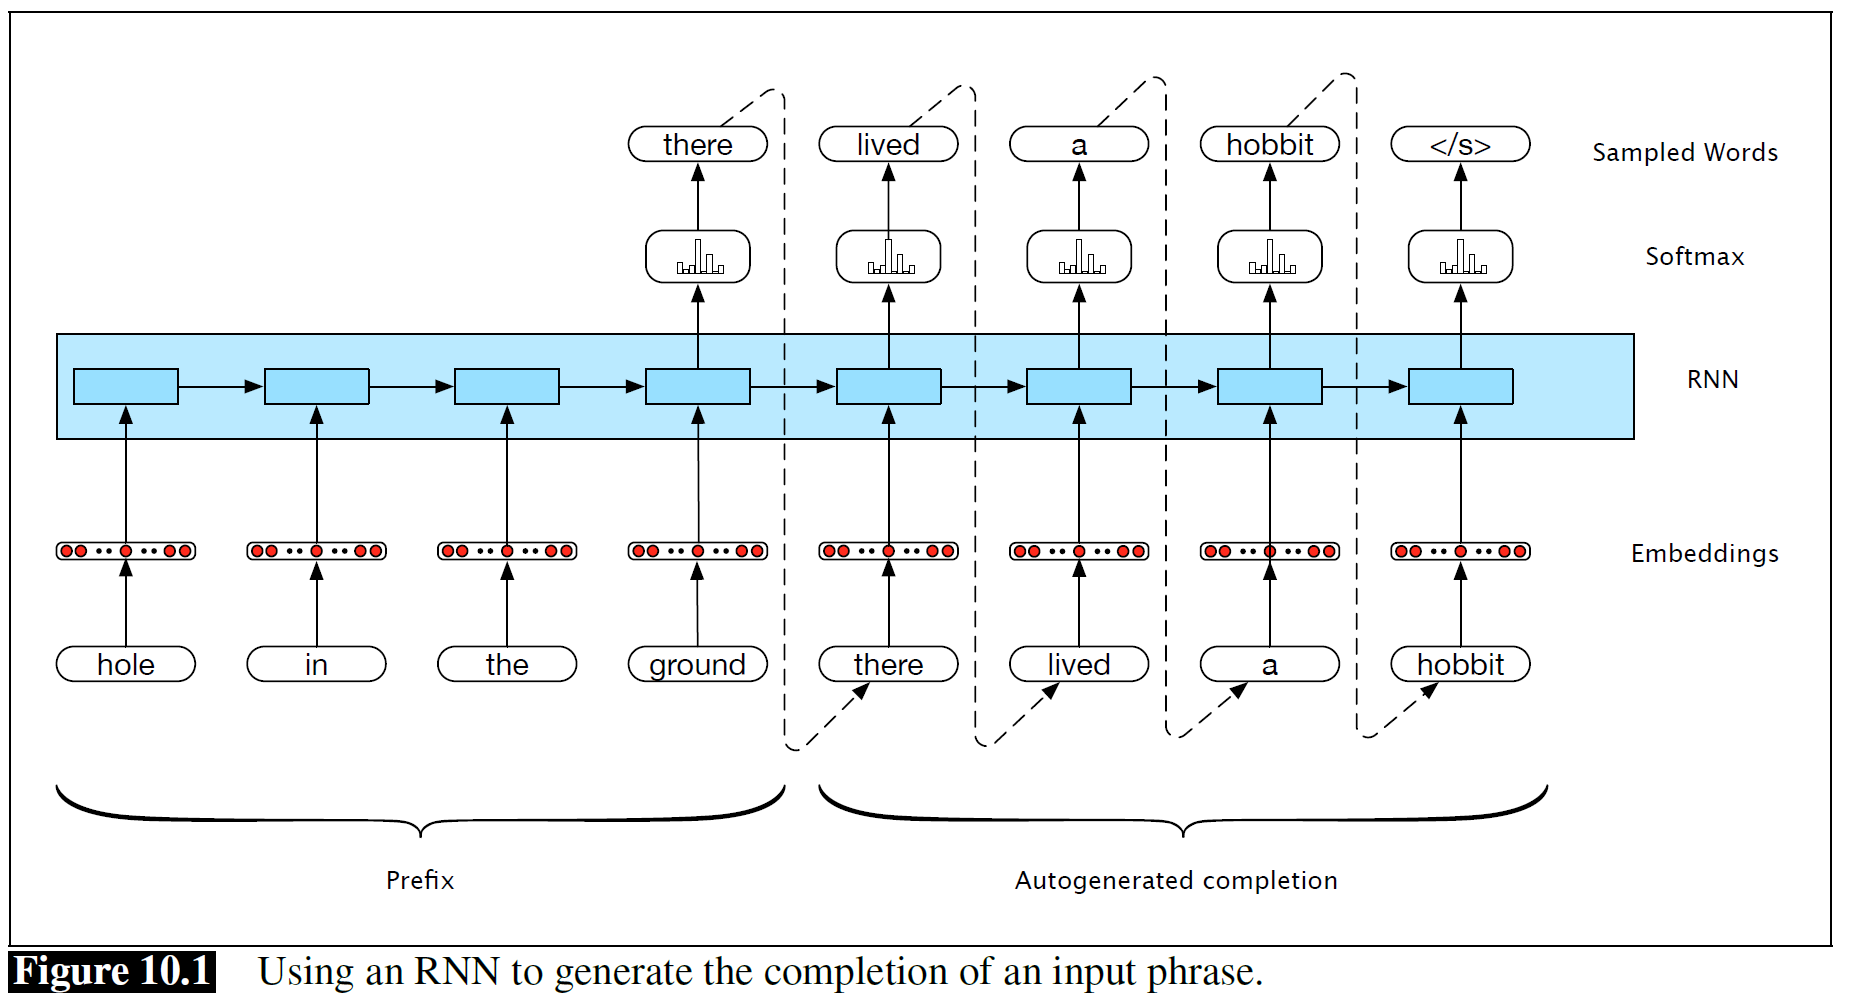 there lived a hobbit </s> Sampled Words
Softmax
RNN
Embeddings
hole in the ground there lived a hobbit
Prefix Autogenerated completion
Figure 10.1 Using an RNN to generate the completion of an input phrase.